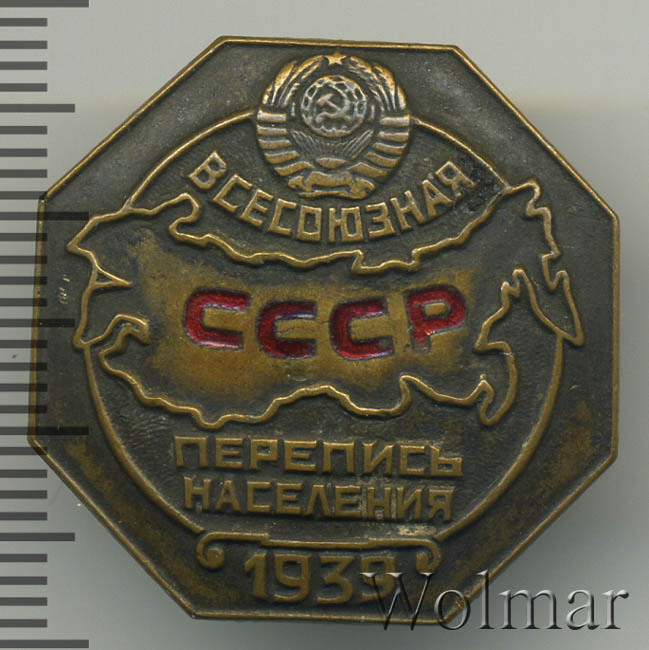 ВСЕСОЮЗНАЯ
СССР
ПЕРЕПИСЬ
НАСЕЛЕНИЯ
1939
Wolmar